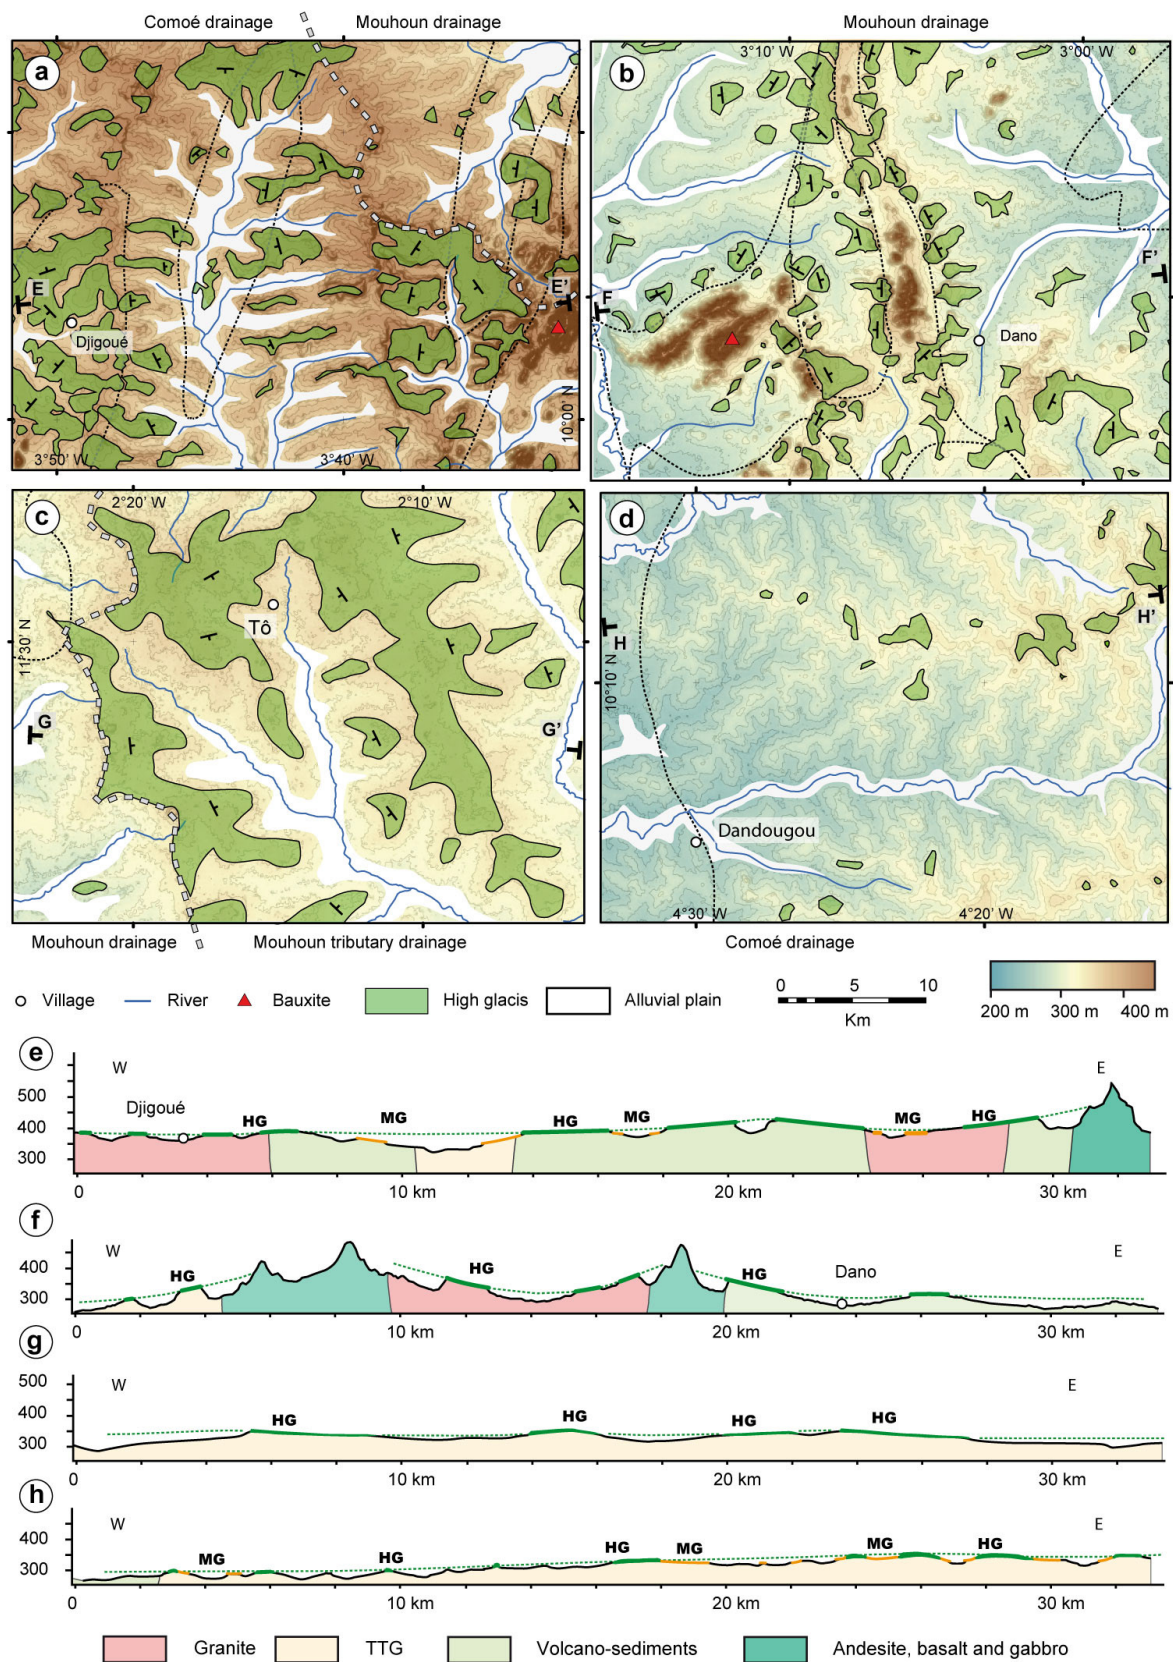 Comoé drainage
Mouhoun drainage
Mouhoun drainage
a
E
E'
Djigoué
10°00' N
3°50' W
3°40' W
b
3°10' W
3°00' W
F
F'
Dano
c
2°20' W
2°10' W
Tô
11°30' N
G
G'
d
H
H'
10°10' N
Dandougou
4°30' W
4°20' W
Mouhoun drainage
Mouhoun tributary drainage
Comoé drainage
Village
River
Bauxite
High glacis
Alluvial plain
0 5 10
Km
200 m 300 m 400 m
e
W
E
Djigoué
HG
MG
HG
MG
MG
HG
500
400
300
0
10 km
20 km
30 km
f
W
E
HG
HG
HG
Dano
400
300
0
10 km
20 km
30 km
g
W
E
HG
HG
HG
HG
500
400
300
0
10 km
20 km
30 km
h
W
E
MG
HG
HG
MG
MG
HG
400
300
0
10 km
20 km
30 km
Granite
TTG
Volcano-sediments
Andesite, basalt and gabbro